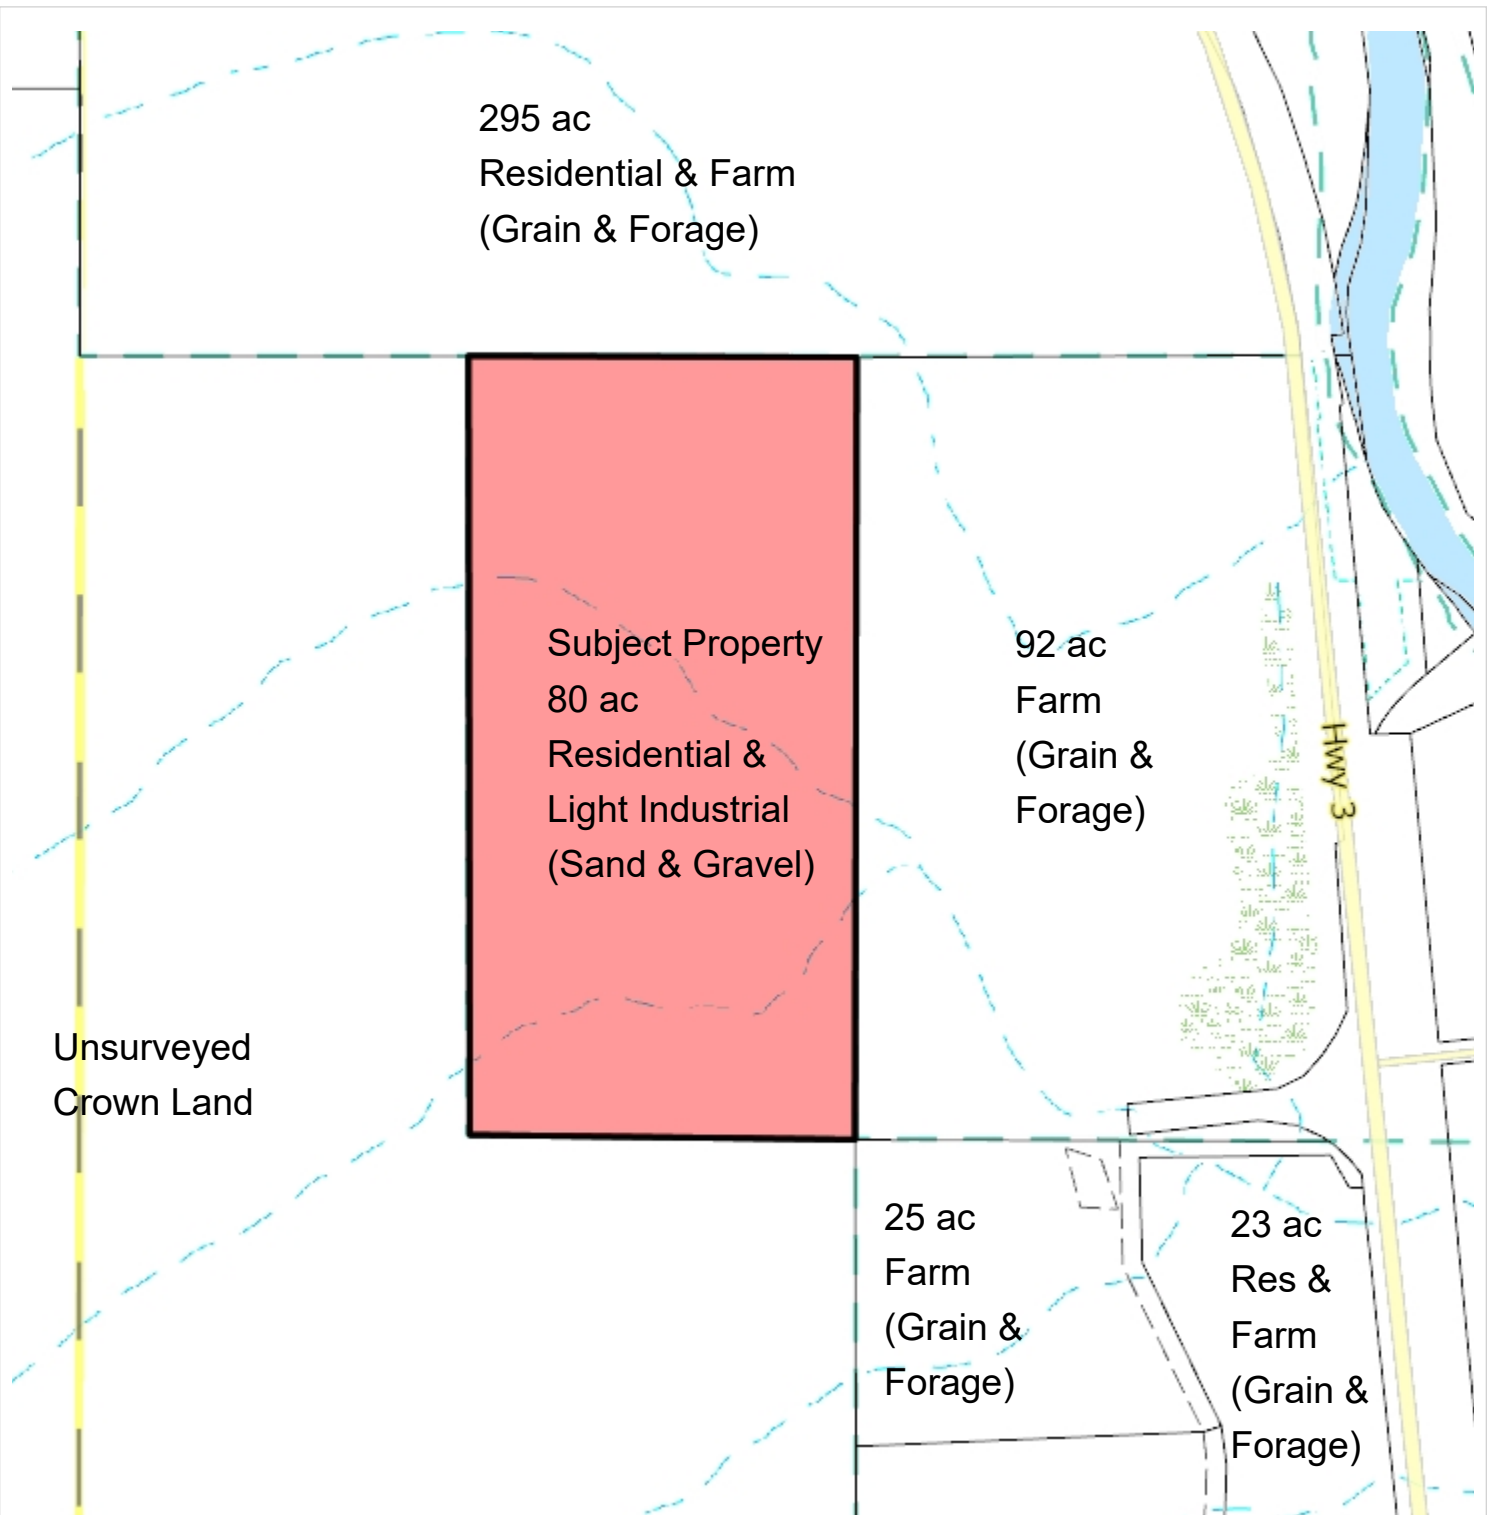 295 ac
Residential & Farm
(Grain & Forage)
Subject Property
80 ac
Residential &
Light Industrial
(Sand & Gravel)
92 ac
Farm
(Grain &
Forage)
Hwy 3
Unsurveyed
Crown Land
25 ac
Farm
(Grain &
Forage)
23 ac
Res &
Farm
(Grain &
Forage)